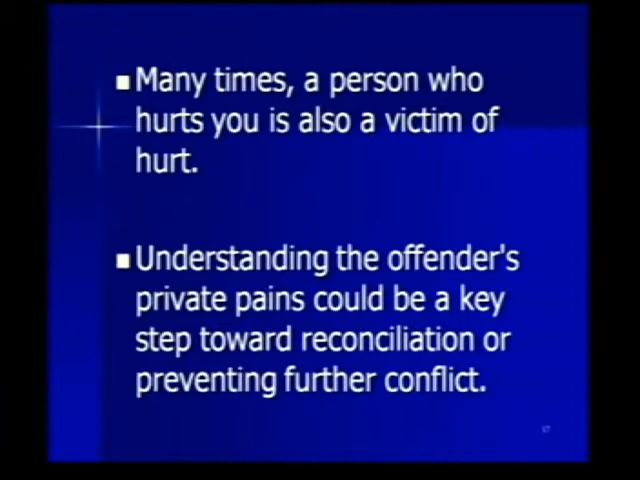 Many times, a person who
hurts you is also a victim of
hurt.
Understanding the offender's
private pains could be a key
step toward reconciliation or
preventing further conflict.